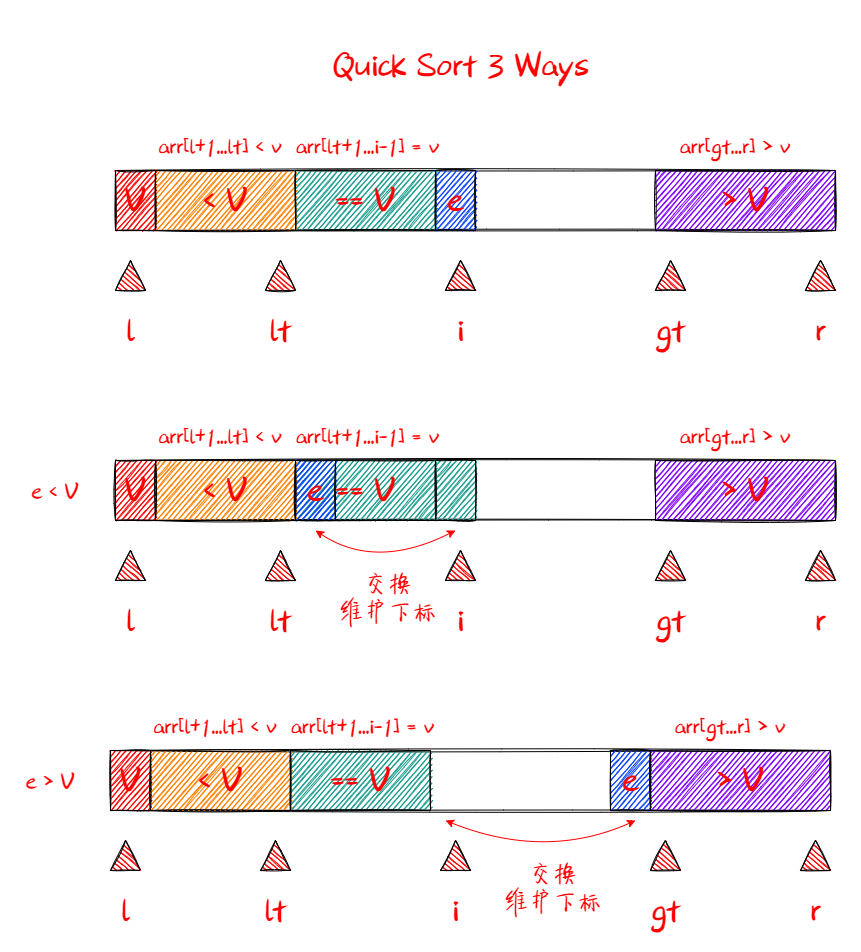 Quick Sort 3 Ways
arr[l+1...lt] < v arr[lt+1...i-1] = v arr[gt...r] > v
V < V == V e > V
l lt i gt r
arr[l+1...lt] < v arr[lt+1...i-1] = v arr[gt...r] > v
e < V V < V e == V > V
交换
维护下标
l lt i gt r
arr[l+1...lt] < v arr[lt+1...i-1] = v arr[gt...r] > v
e > V V < V == V e > V
交换
维护下标
l lt i gt r